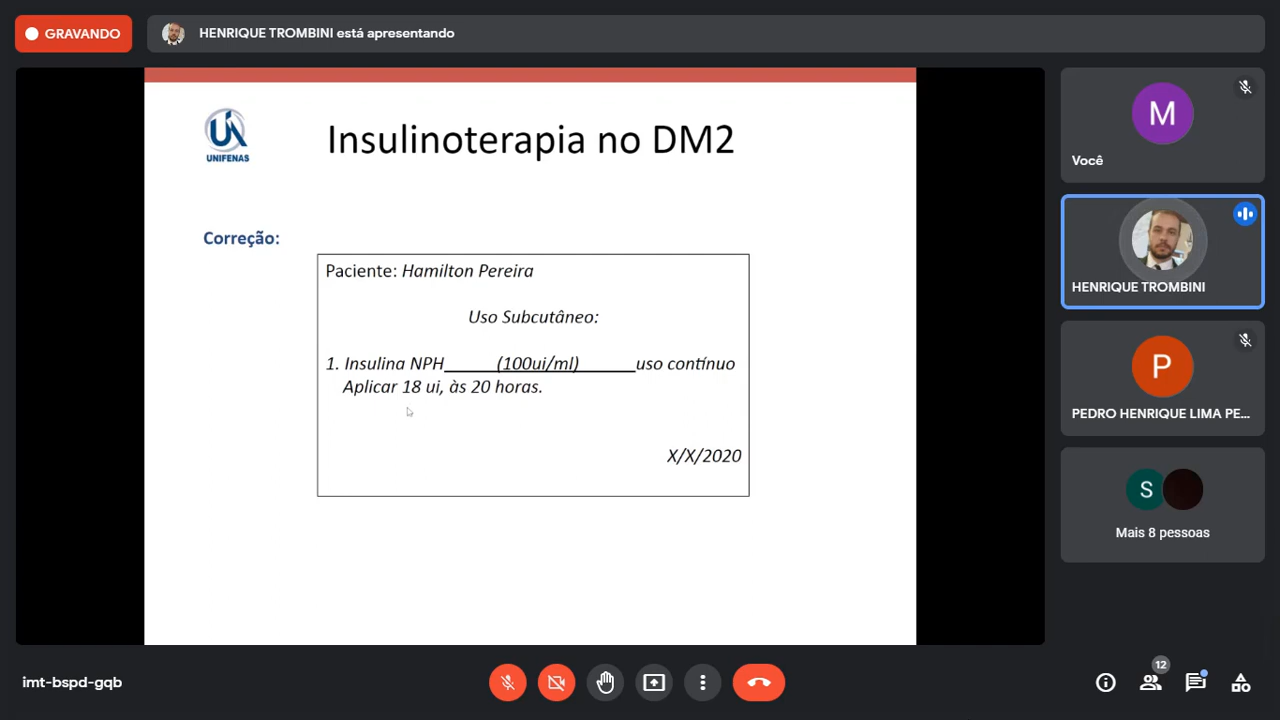 GRAVANDO
HENRIQUE TROMBINI está apresentando
UNIFENAS
Insulinoterapia no DM2
Correção:
Paciente: Hamilton Pereira
Uso Subcutâneo:
1. Insulina NPH_____(100ui/ml)______uso contínuo
Aplicar 18 ui, às 20 horas.
X/X/2020
M
Você
HENRIQUE TROMBINI
P
PEDRO HENRIQUE LIMA PE...
S
Mais 8 pessoas
imt-bspd-gqb
12